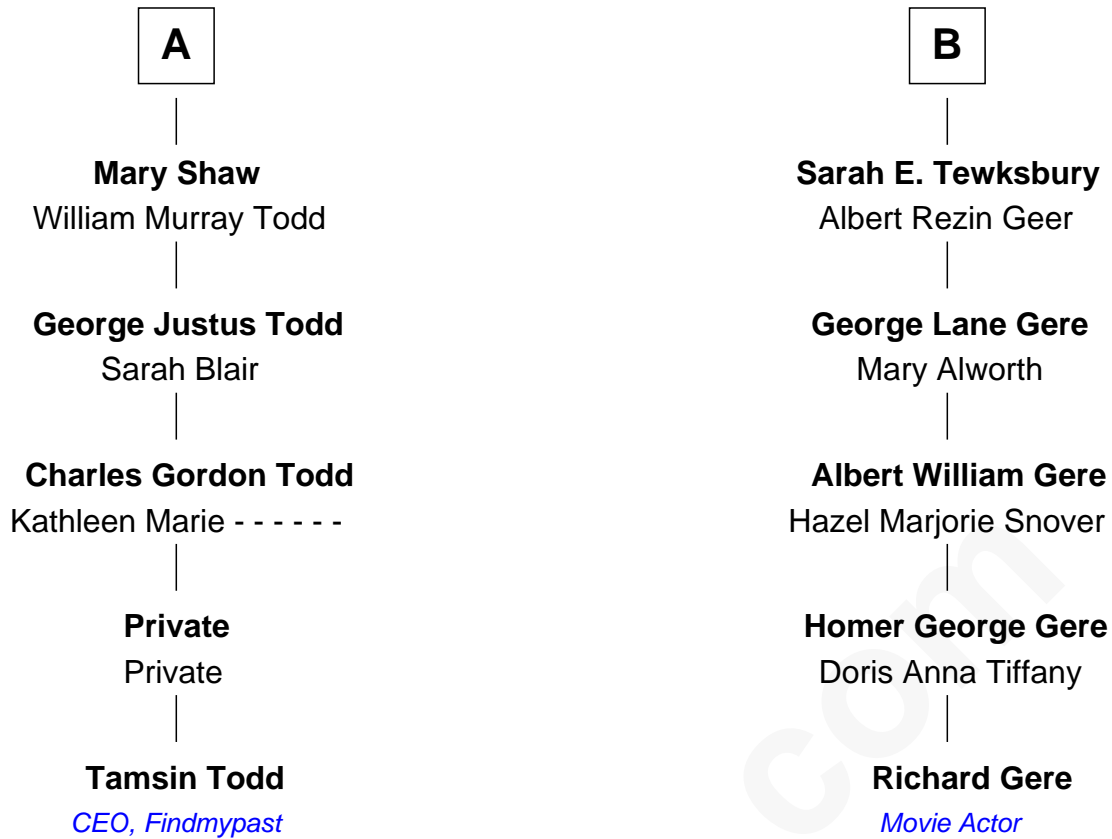 A
B
Mary Shaw
William Murray Todd
Sarah E. Tewksbury
Albert Rezin Geer
George Justus Todd
Sarah Blair
George Lane Gere
Mary Alworth
Charles Gordon Todd
Kathleen Marie - - - - - -
Albert William Gere
Hazel Marjorie Snover
Private
Private
Homer George Gere
Doris Anna Tiffany
Tamsin Todd
CEO, Findmypast
Richard Gere
Movie Actor
com